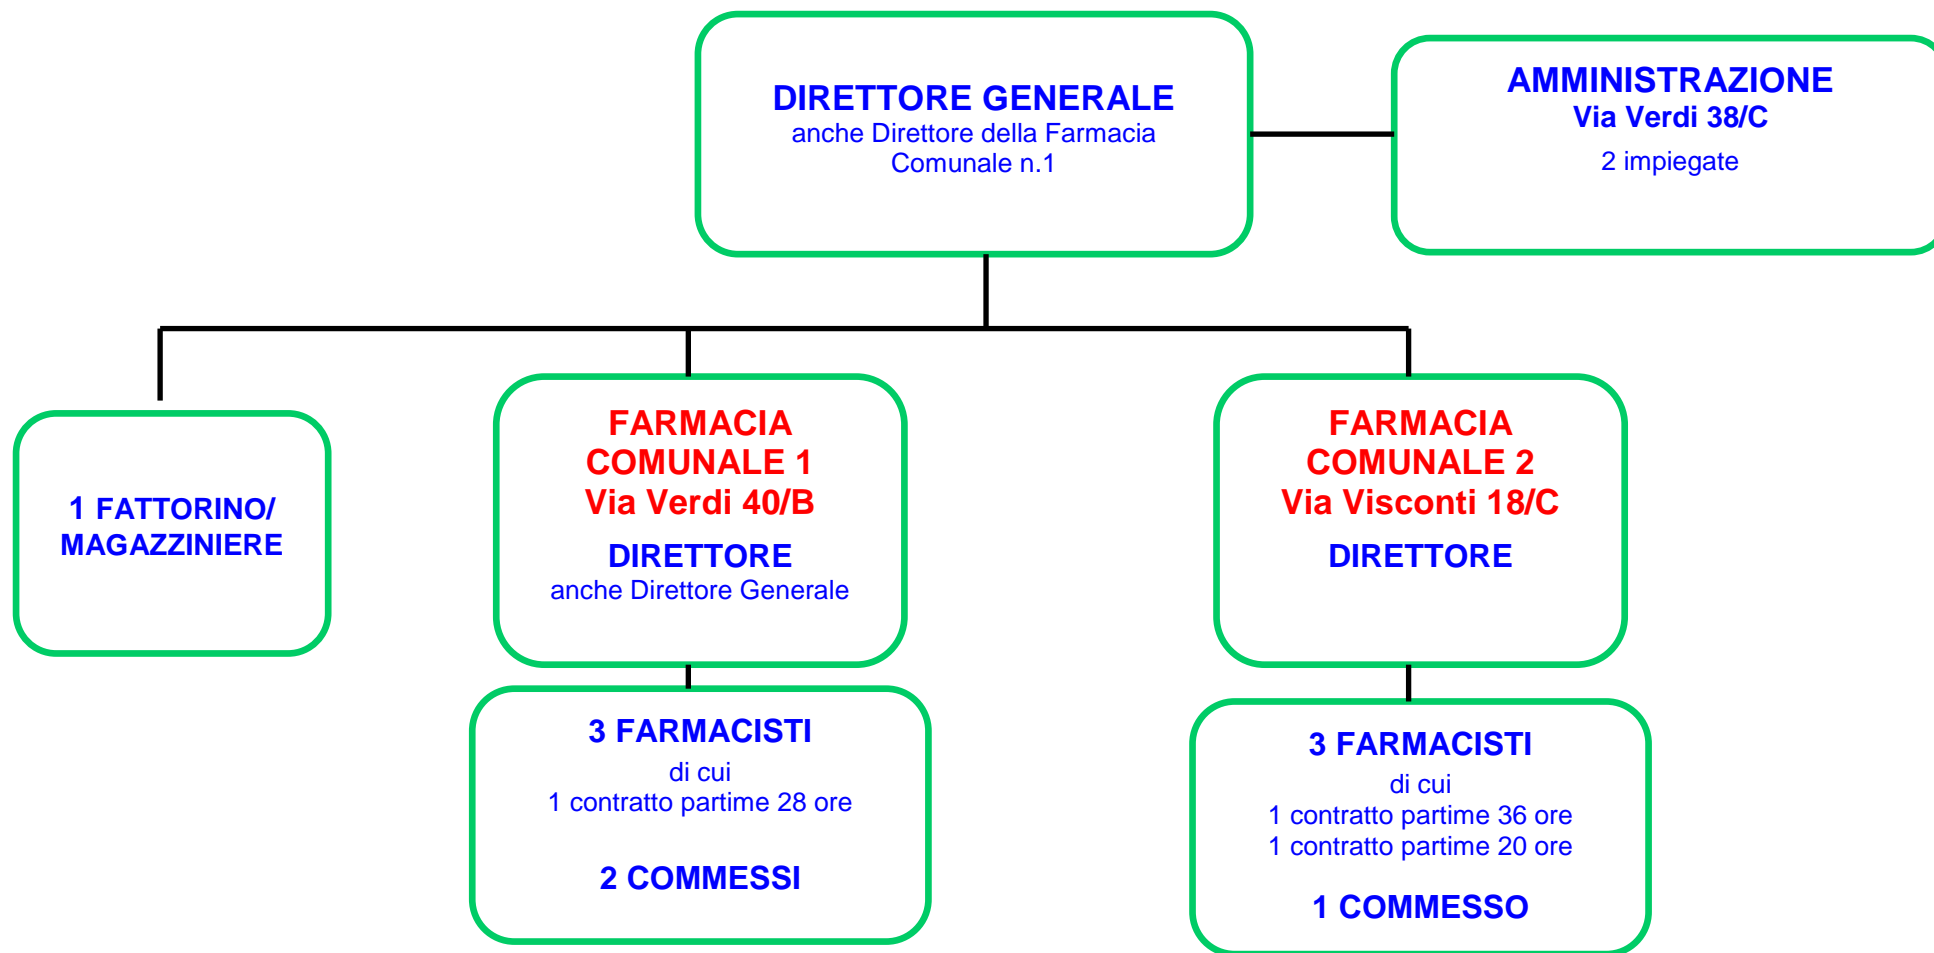 DIRETTORE GENERALE
anche Direttore della Farmacia
Comunale n.1
AMMINISTRAZIONE
Via Verdi 38/C
2 impiegate
1 FATTORINO/
MAGAZZINIERE
FARMACIA
COMUNALE 1
Via Verdi 40/B
DIRETTORE
anche Direttore Generale
FARMACIA
COMUNALE 2
Via Visconti 18/C
DIRETTORE
3 FARMACISTI
di cui
1 contratto partime 28 ore
2 COMMESSI
3 FARMACISTI
di cui
1 contratto partime 36 ore
1 contratto partime 20 ore
1 COMMESSO